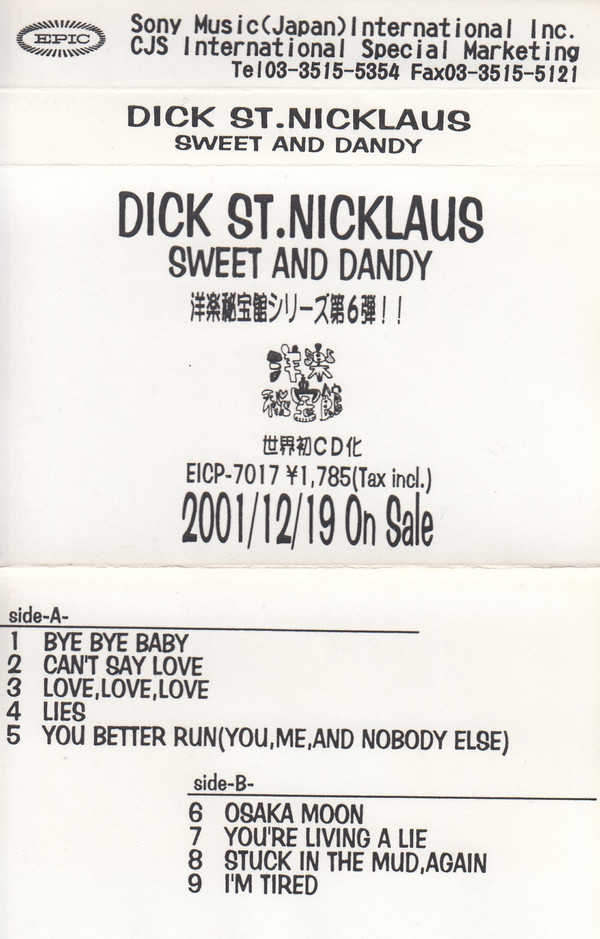 EPIC
Sony Music(Japan)International Inc.
CJS International Special Marketing
Tel03-3515-5354 Fax03-3515-5121
DICK ST.NICKLAUS
SWEET AND DANDY
DICK ST.NICKLAUS
SWEET AND DANDY
洋楽秘宝館シリーズ第6弾!!
洋楽
秘宝館
世界初CD化
EICP-7017 ¥1,785(Tax incl.)
2001/12/19 On Sale
side-A-
1 BYE BYE BABY
2 CAN'T SAY LOVE
3 LOVE,LOVE,LOVE
4 LIES
5 YOU BETTER RUN(YOU,ME,AND NOBODY ELSE)
side-B-
6 OSAKA MOON
7 YOU'RE LIVING A LIE
8 STUCK IN THE MUD,AGAIN
9 I'M TIRED